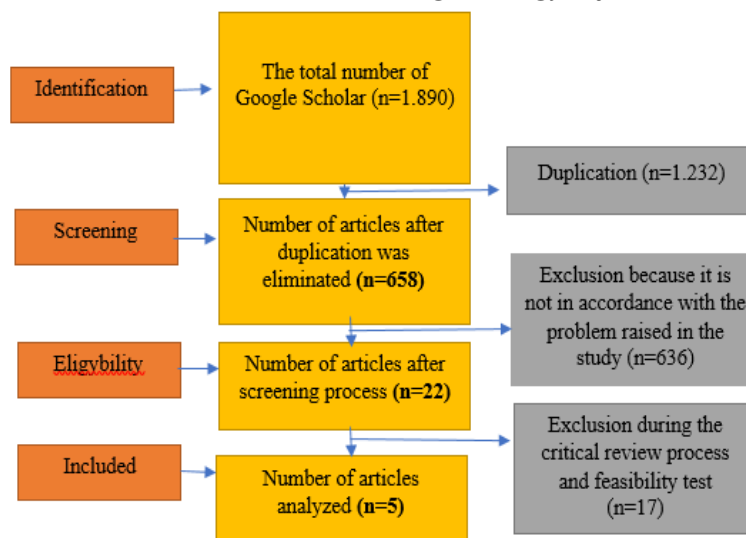 Identification
The total number of
Google Scholar (n=1.890)
Duplication (n=1.232)
Screening
Number of articles after
duplication was
eliminated (n=658)
Exclusion because it is
not in accordance with the
problem raised in the
study (n=636)
Eligybility
Number of articles after
screening process (n=22)
Exclusion during the
critical review process
and feasibility test
(n=17)
Included
Number of articles
analyzed (n=5)